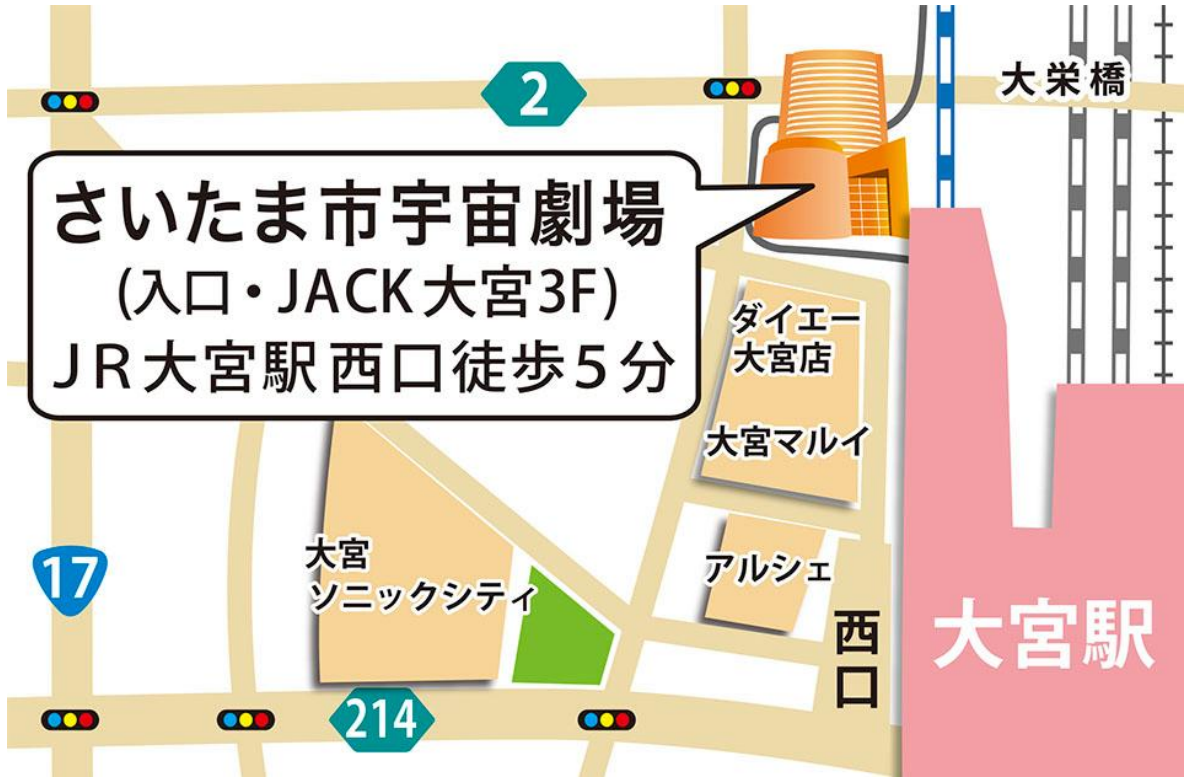 2
大栄橋
さいたま市宇宙劇場
(入口・JACK大宮3F)
JR大宮駅西口徒歩5分
ダイエー
大宮店
大宮マルイ
17
大宮
ソニックシティ
アルシェ
西口
大宮駅
214